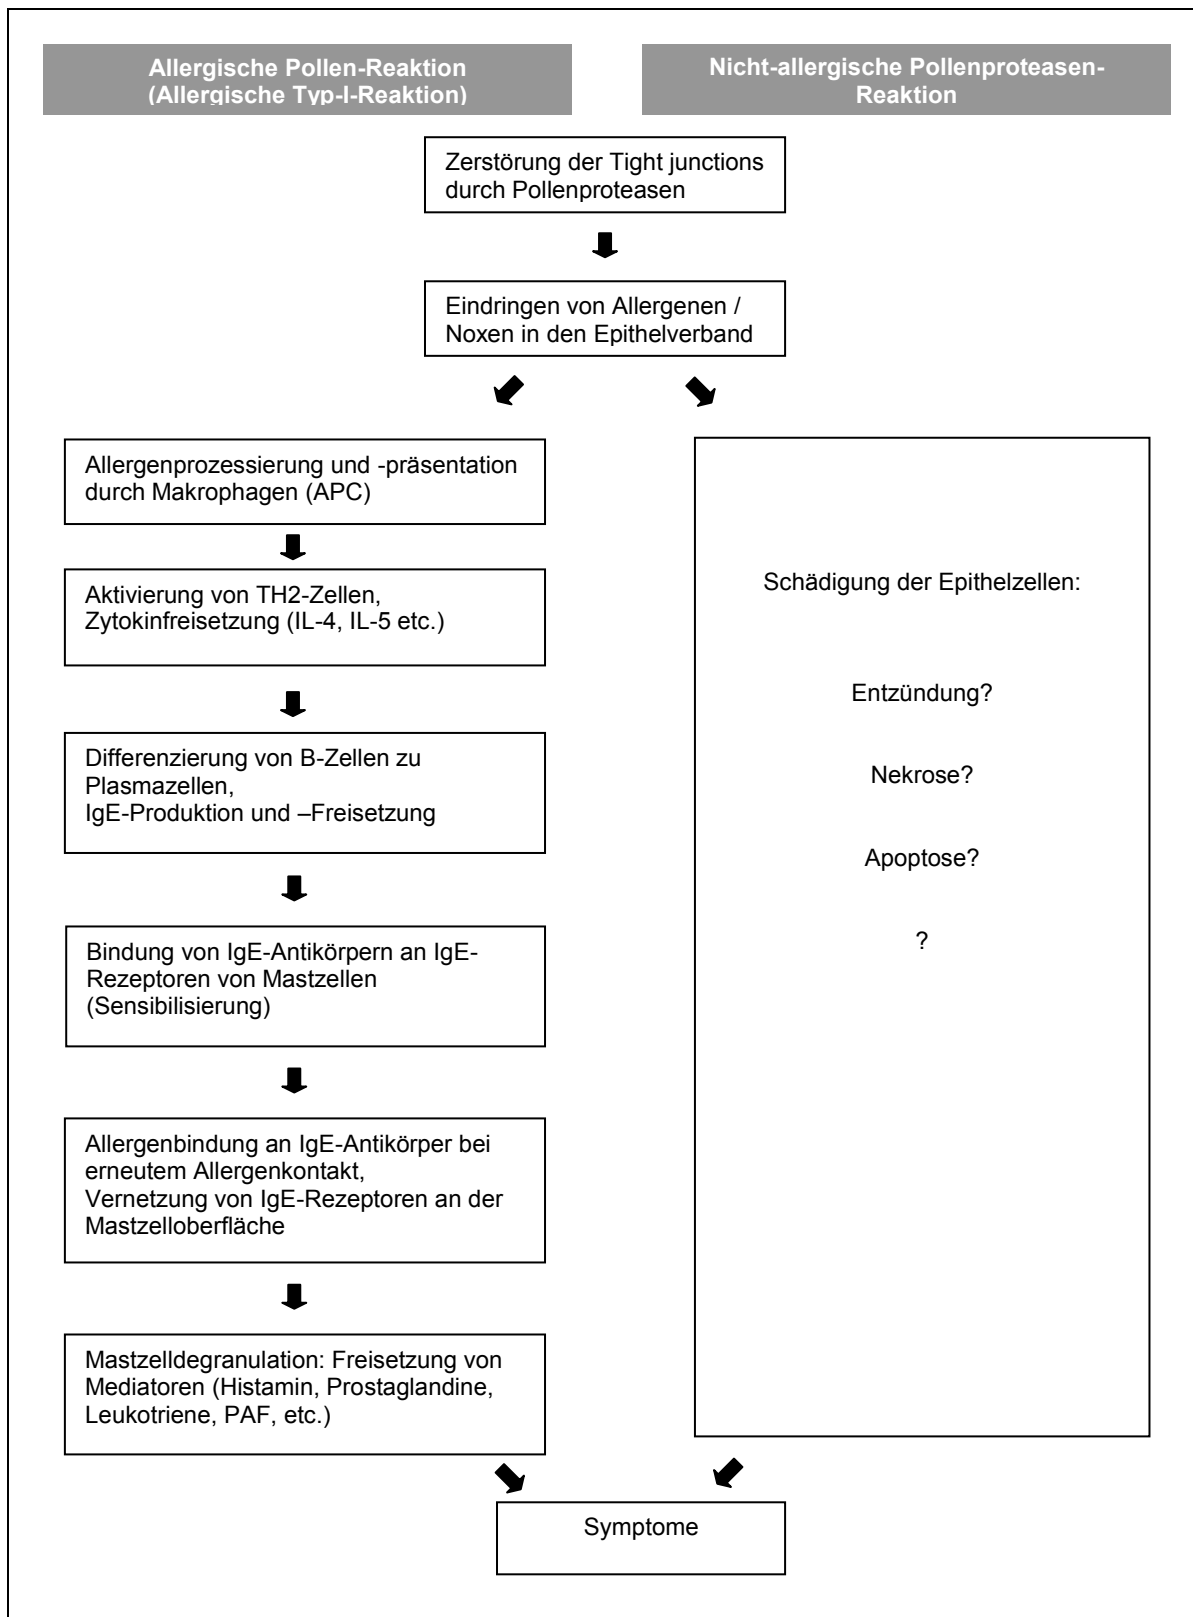 Allergische Pollen-Reaktion
(Allergische Typ-I-Reaktion)
Nicht-allergische Pollenproteasen-
Reaktion
Zerstörung der Tight junctions
durch Pollenproteasen
Eindringen von Allergenen /
Noxen in den Epithelverband
Allergenprozessierung und -präsentation
durch Makrophagen (APC)
Aktivierung von TH2-Zellen,
Zytokinfreisetzung (IL-4, IL-5 etc.)
Differenzierung von B-Zellen zu
Plasmazellen,
IgE-Produktion und –Freisetzung
Bindung von IgE-Antikörpern an IgE-
Rezeptoren von Mastzellen
(Sensibilisierung)
Allergenbindung an IgE-Antikörper bei
erneutem Allergenkontakt,
Vernetzung von IgE-Rezeptoren an der
Mastzelloberfläche
Mastzelldegranulation: Freisetzung von
Mediatoren (Histamin, Prostaglandine,
Leukotriene, PAF, etc.)
Schädigung der Epithelzellen:
Entzündung?
Nekrose?
Apoptose?
?
Symptome